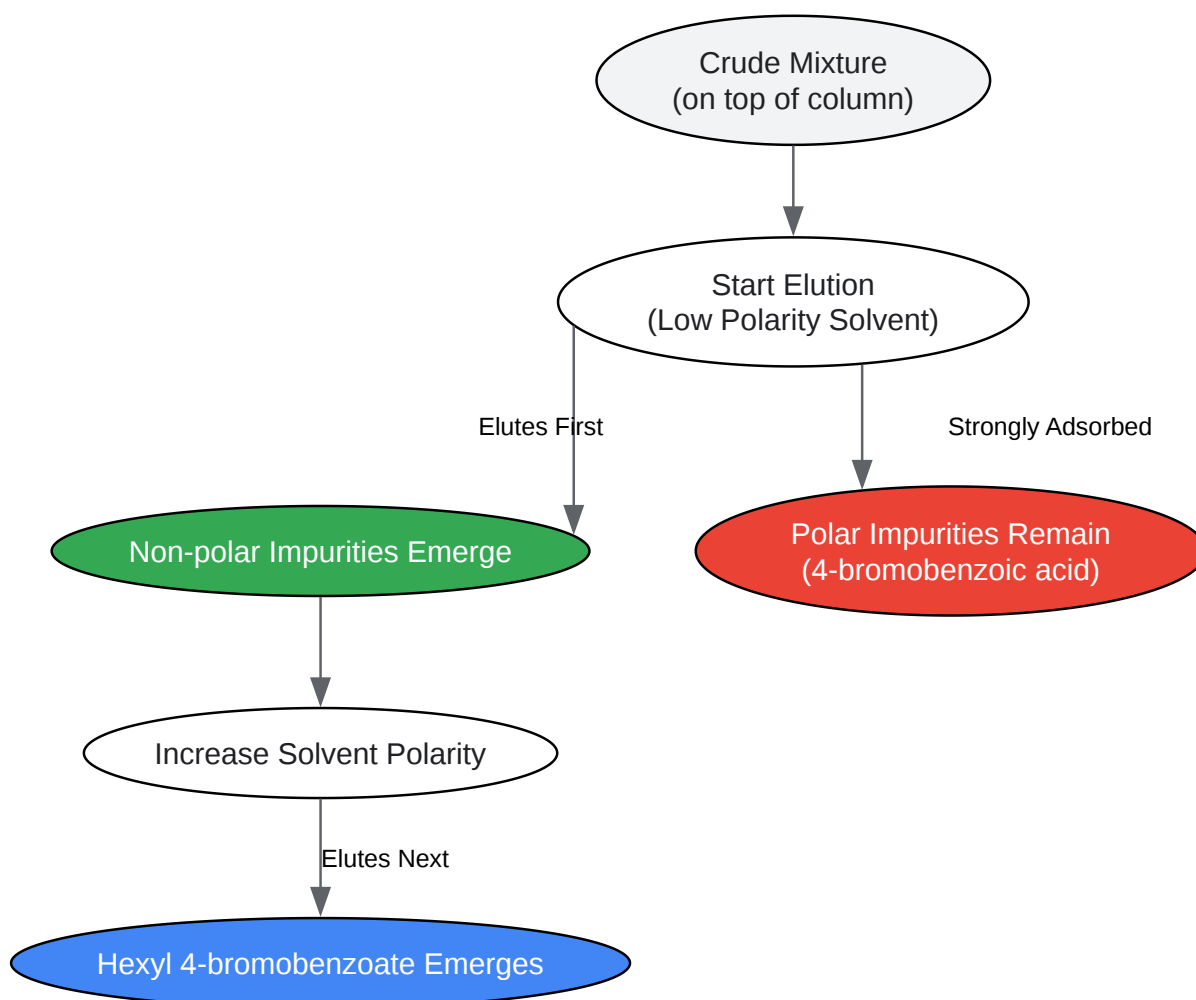 Crude Mixture
(on top of column)
Start Elution
(Low Polarity Solvent)
Elutes First
Strongly Adsorbed
Non-polar Impurities Emerge
Polar Impurities Remain
(4-bromobenzoic acid)
Increase Solvent Polarity
Elutes Next
Hexyl 4-bromobenzoate Emerges